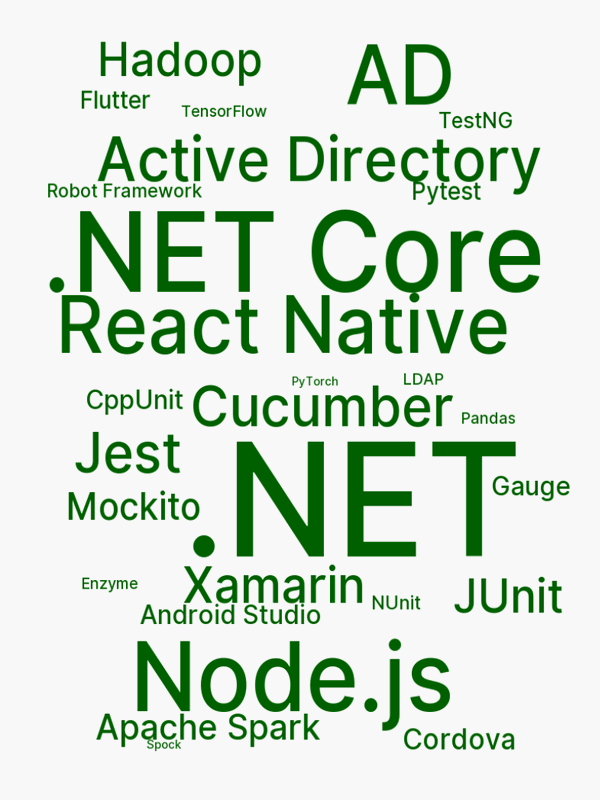 Hadoop
AD
Flutter
TensorFlow
TestNG
Active Directory
Robot Framework
Pytest
.NET Core
React Native
PyTorch
LDAP
CppUnit
Cucumber
Pandas
Jest
.NET
Gauge
Mockito
Enzyme
Xamarin
NUnit
JUnit
Android Studio
Node.js
Apache Spark
Spock
Cordova